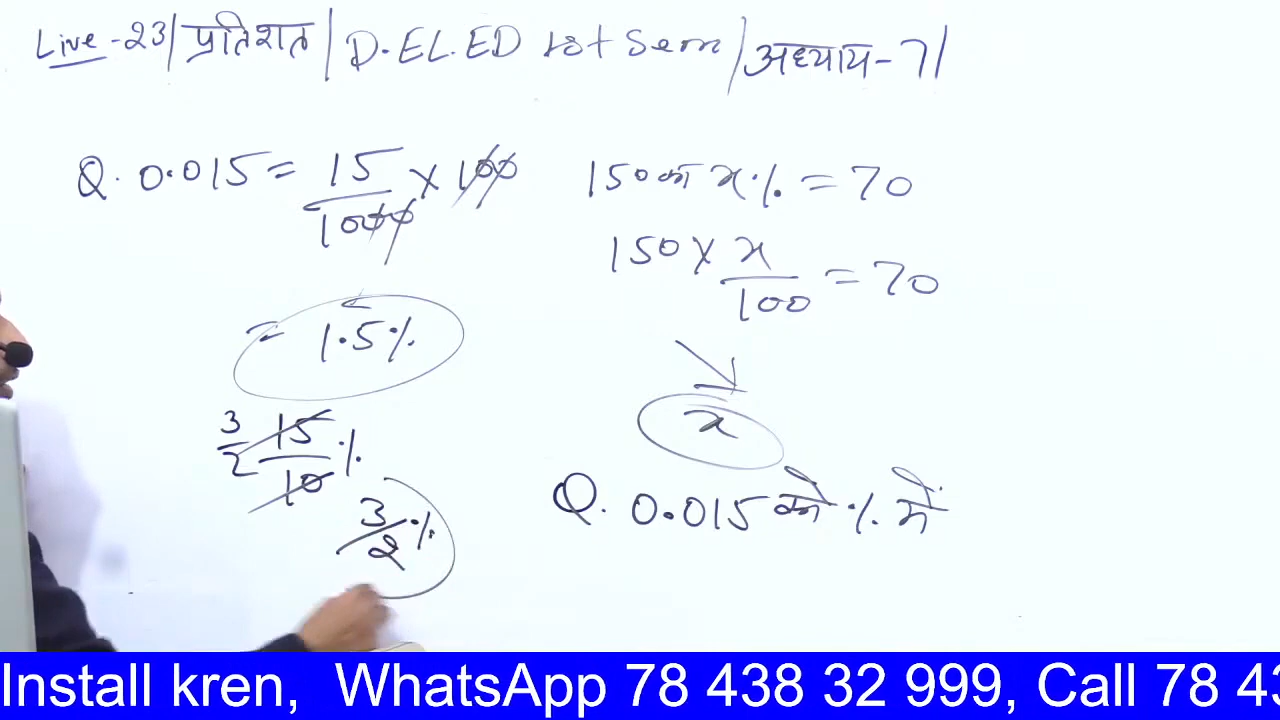 Live-23|प्रतिशत|D.EL.ED 1st Sem|अध्याय-7|
Q. 0.015 = 15/1000 × 100
= 1.5%
3/2 15/10 %
3/2 %
150 का x% = 70
150 × x/100 = 70
x
Q. 0.015 को % में
Install kren, WhatsApp 78 438 32 999, Call 78 43